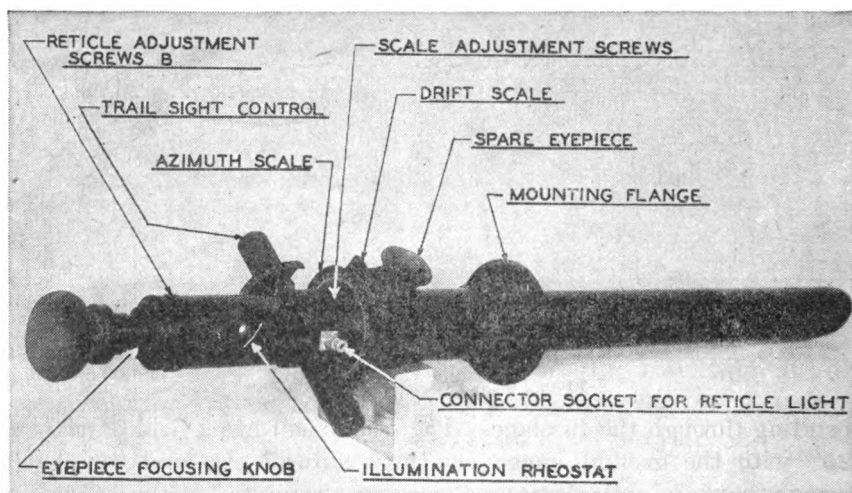 RETICLE ADJUSTMENT
SCREWS B
SCALE ADJUSTMENT SCREWS
TRAIL SIGHT CONTROL
DRIFT SCALE
AZIMUTH SCALE
SPARE EYEPIECE
MOUNTING FLANGE
CONNECTOR SOCKET FOR RETICLE LIGHT
EYEPIECE FOCUSING KNOB
ILLUMINATION RHEOSTAT